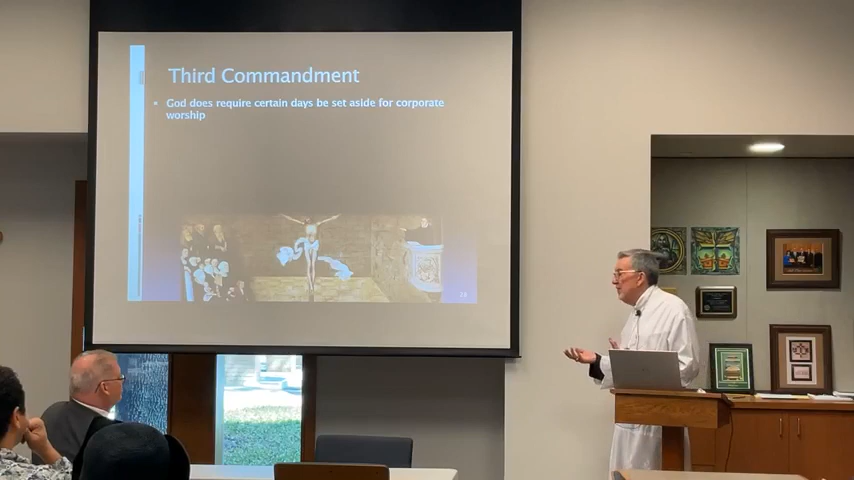 Third Commandment
God does require certain days be set aside for corporate
worship